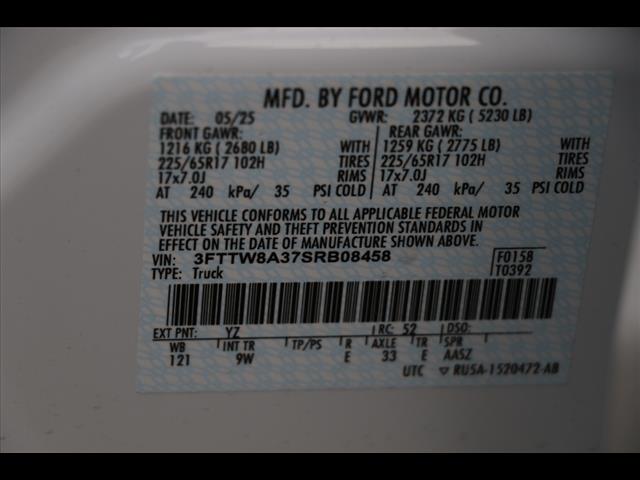 MFD. BY FORD MOTOR CO.
DATE: 05/25 GVWR: 2372 KG ( 5230 LB)
FRONT GAWR: REAR GAWR:
1216 KG ( 2680 LB) WITH 1259 KG ( 2775 LB) WITH
225/65R17 102H TIRES 225/65R17 102H TIRES
17x7.0J RIMS 17x7.0J RIMS
AT 240 kPa/ 35 PSI COLD AT 240 kPa/ 35 PSI COLD
THIS VEHICLE CONFORMS TO ALL APPLICABLE FEDERAL MOTOR
VEHICLE SAFETY AND THEFT PREVENTION STANDARDS IN
EFFECT ON THE DATE OF MANUFACTURE SHOWN ABOVE.
VIN: 3FTTW8A37SRB08458 F0158
TYPE: Truck T0392
EXT PNT: YZ RC: 52 DSO:
WB INT TR TP/PS R AXLE TR SPR
121 9W E 33 E AASZ
UTC ▽ RU5A-1520472-AB